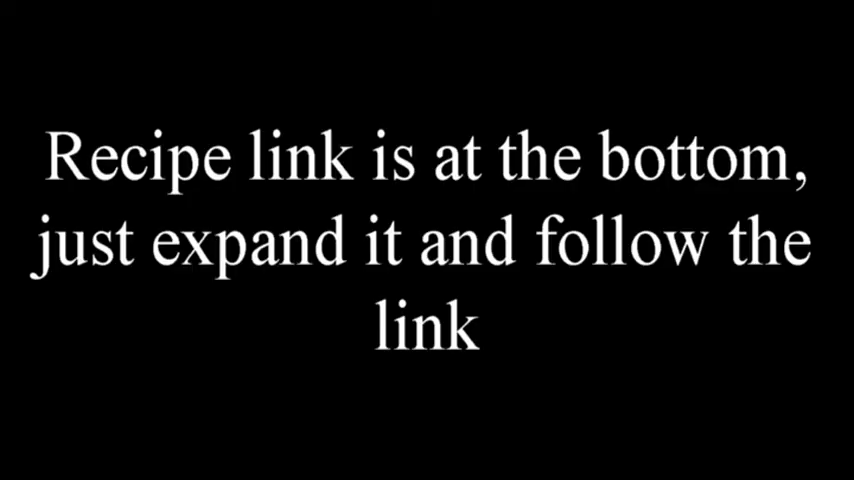 Recipe link is at the bottom,
just expand it and follow the
link